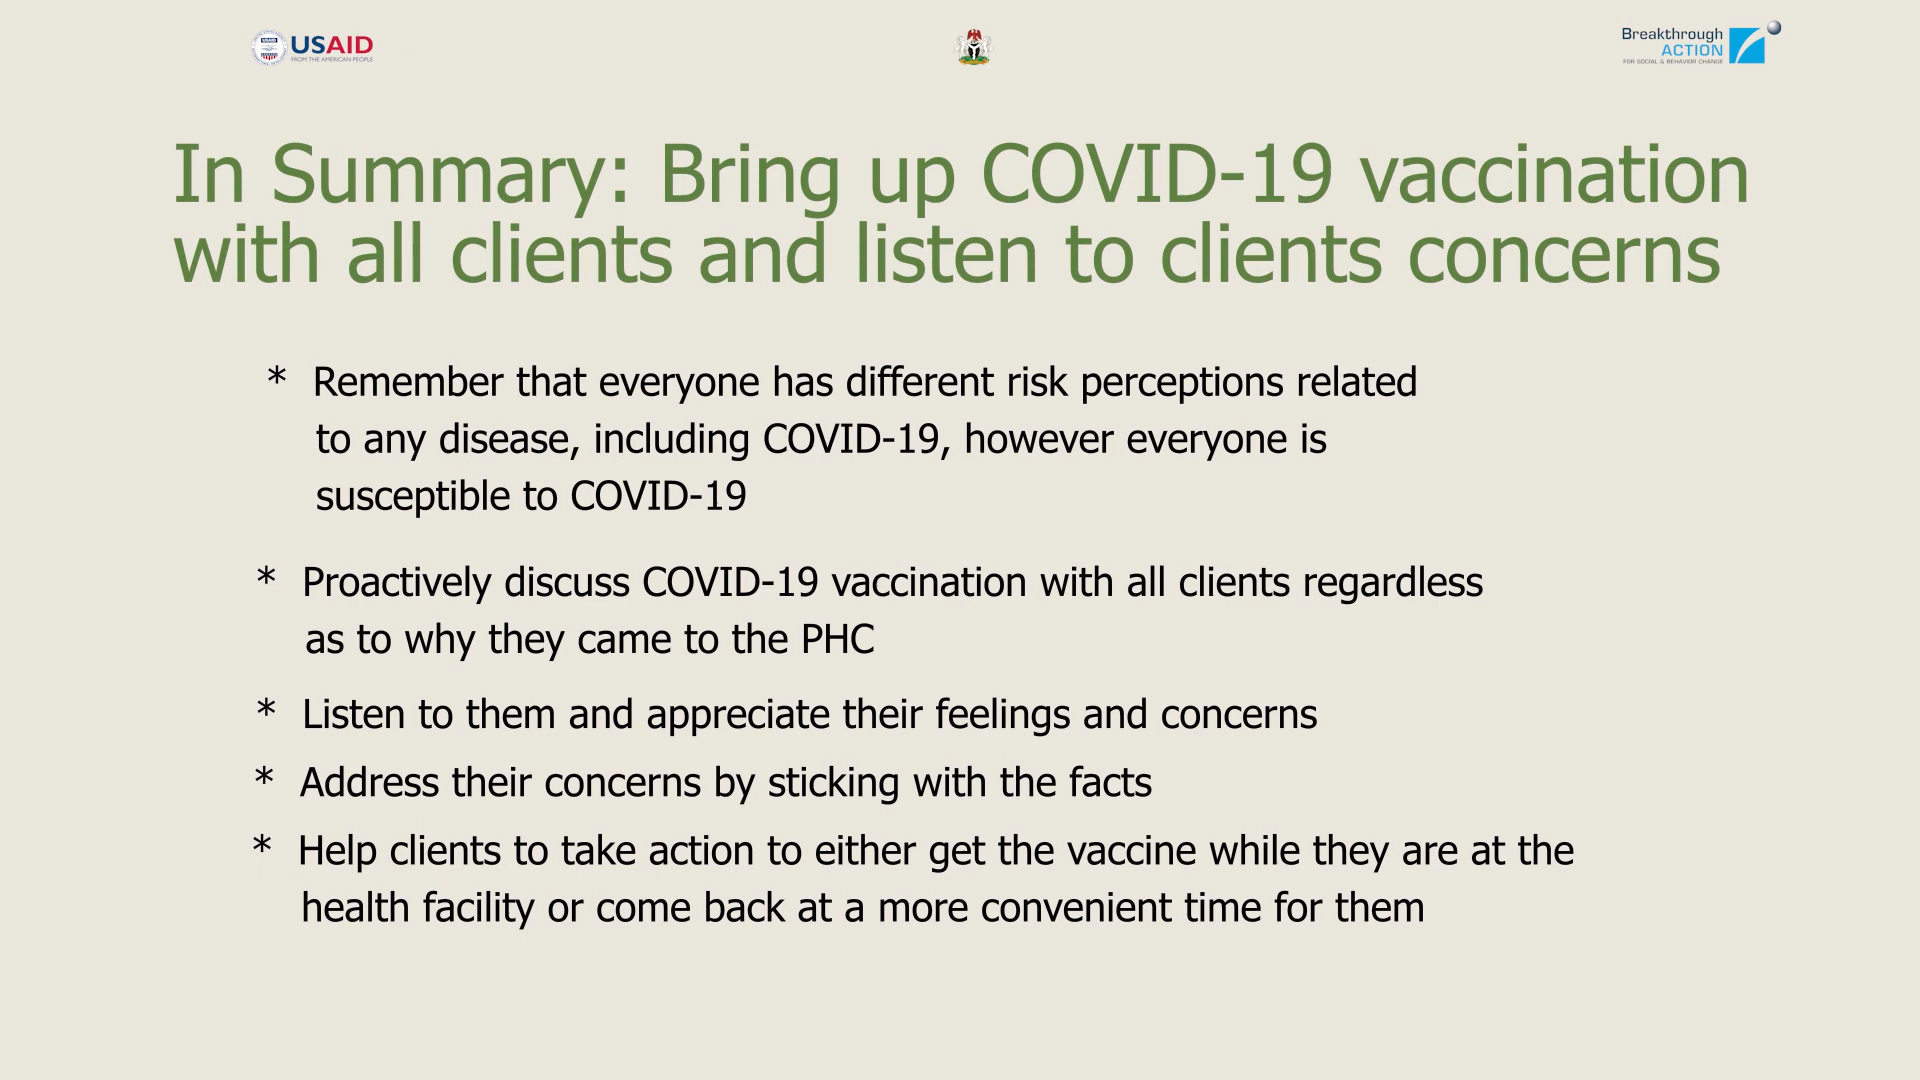 USAID
FROM THE AMERICAN PEOPLE
Breakthrough
ACTION
FOR SOCIAL & BEHAVIOR CHANGE
In Summary: Bring up COVID-19 vaccination
with all clients and listen to clients concerns
* Remember that everyone has different risk perceptions related
to any disease, including COVID-19, however everyone is
susceptible to COVID-19
* Proactively discuss COVID-19 vaccination with all clients regardless
as to why they came to the PHC
* Listen to them and appreciate their feelings and concerns
* Address their concerns by sticking with the facts
* Help clients to take action to either get the vaccine while they are at the
health facility or come back at a more convenient time for them